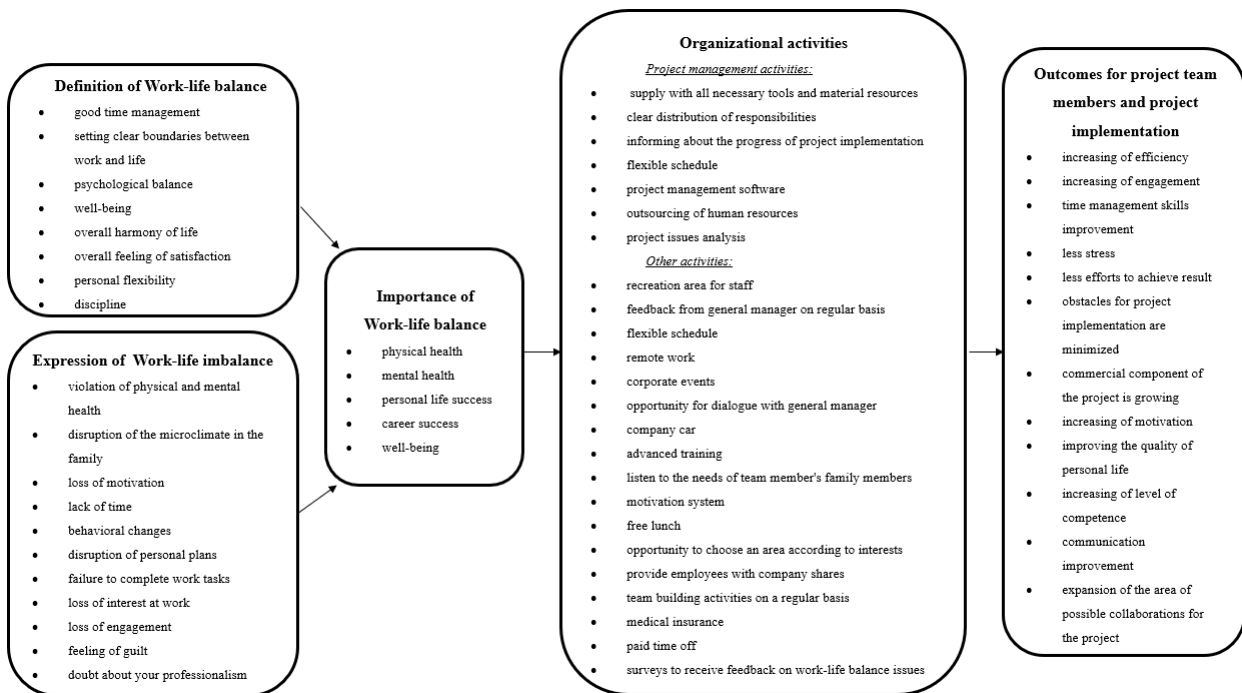 Definition of Work-life balance
• good time management
• setting clear boundaries between
work and life
• psychological balance
• well-being
• overall harmony of life
• overall feeling of satisfaction
• personal flexibility
• discipline
Expression of Work-life imbalance
• violation of physical and mental
health
• disruption of the microclimate in the
family
• loss of motivation
• lack of time
• behavioral changes
• disruption of personal plans
• failure to complete work tasks
• loss of interest at work
• loss of engagement
• feeling of guilt
• doubt about your professionalism
Importance of
Work-life balance
• physical health
• mental health
• personal life success
• career success
• well-being
Organizational activities
Project management activities:
• supply with all necessary tools and material resources
• clear distribution of responsibilities
• informing about the progress of project implementation
• flexible schedule
• project management software
• outsourcing of human resources
• project issues analysis
Other activities:
• recreation area for staff
• feedback from general manager on regular basis
• flexible schedule
• remote work
• corporate events
• opportunity for dialogue with general manager
• company car
• advanced training
• listen to the needs of team member's family members
• motivation system
• free lunch
• opportunity to choose an area according to interests
• provide employees with company shares
• team building activities on a regular basis
• medical insurance
• paid time off
• surveys to receive feedback on work-life balance issues
Outcomes for project team
members and project
implementation
• increasing of efficiency
• increasing of engagement
• time management skills
improvement
• less stress
• less efforts to achieve result
• obstacles for project
implementation are
minimized
• commercial component of
the project is growing
• increasing of motivation
• improving the quality of
personal life
• increasing of level of
competence
• communication
improvement
• expansion of the area of
possible collaborations for
the project